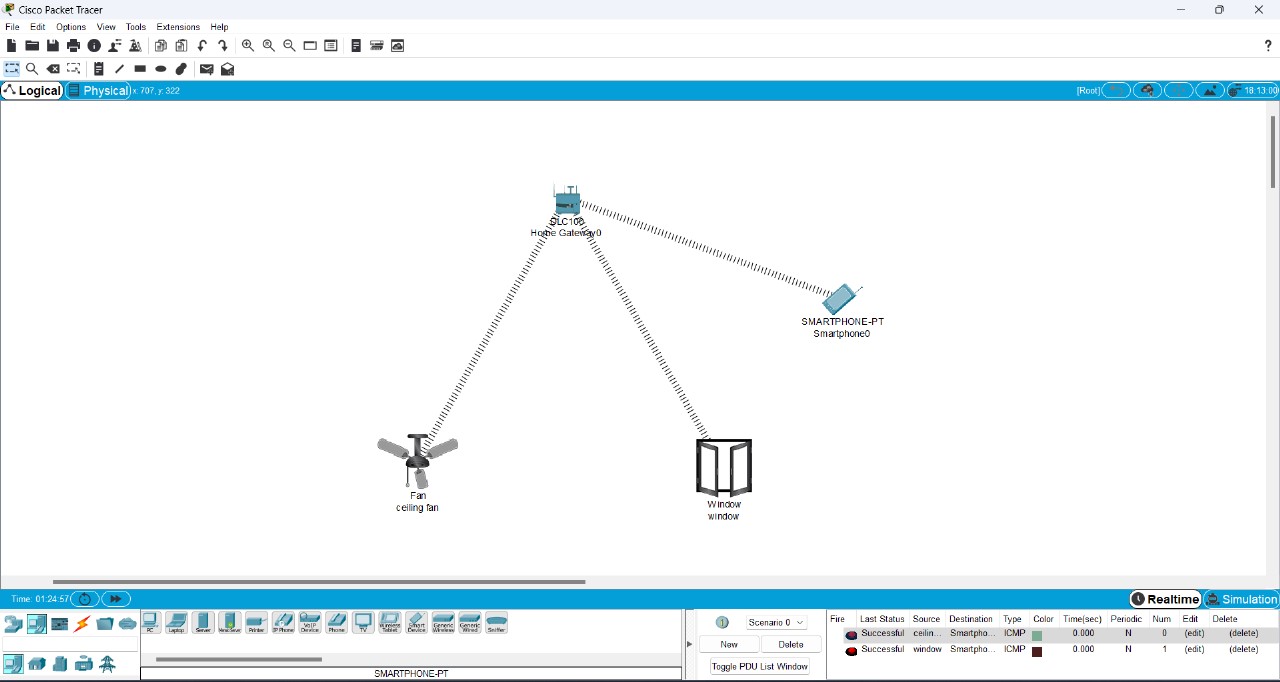 Cisco Packet Tracer
File Edit Options View Tools Extensions Help
?
Logical Physical x: 707, y: 322 [Root] 18:13:00
DLC100
Home Gateway0
SMARTPHONE-PT
Smartphone0
Fan
ceiling fan
Window
window
Time: 01:24:57 Realtime Simulation
PC Laptop Server Printer IP Phone VoIP Device Phone TV Wireless Tablet Smart Device Generic Wireless Generic Wired Sniffer
SMARTPHONE-PT
1 Scenario 0
New Delete
Toggle PDU List Window
Fire Last Status Source Destination Type Color Time(sec) Periodic Num Edit Delete
Successful ceilin... Smartpho... ICMP 0.000 N 0 (edit) (delete)
Successful window Smartpho... ICMP 0.000 N 1 (edit) (delete)